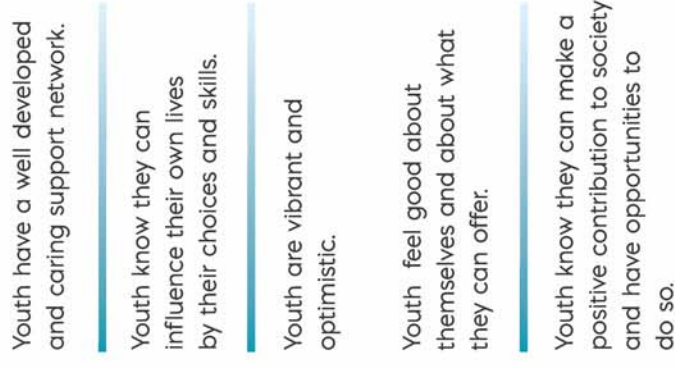 Youth have a well developed
and caring support network.
Youth know they can
influence their own lives
by their choices and skills.
Youth are vibrant and
optimistic.
Youth feel good about
themselves and about what
they can offer.
Youth know they can make a
positive contribution to society
and have opportunities to
do so.